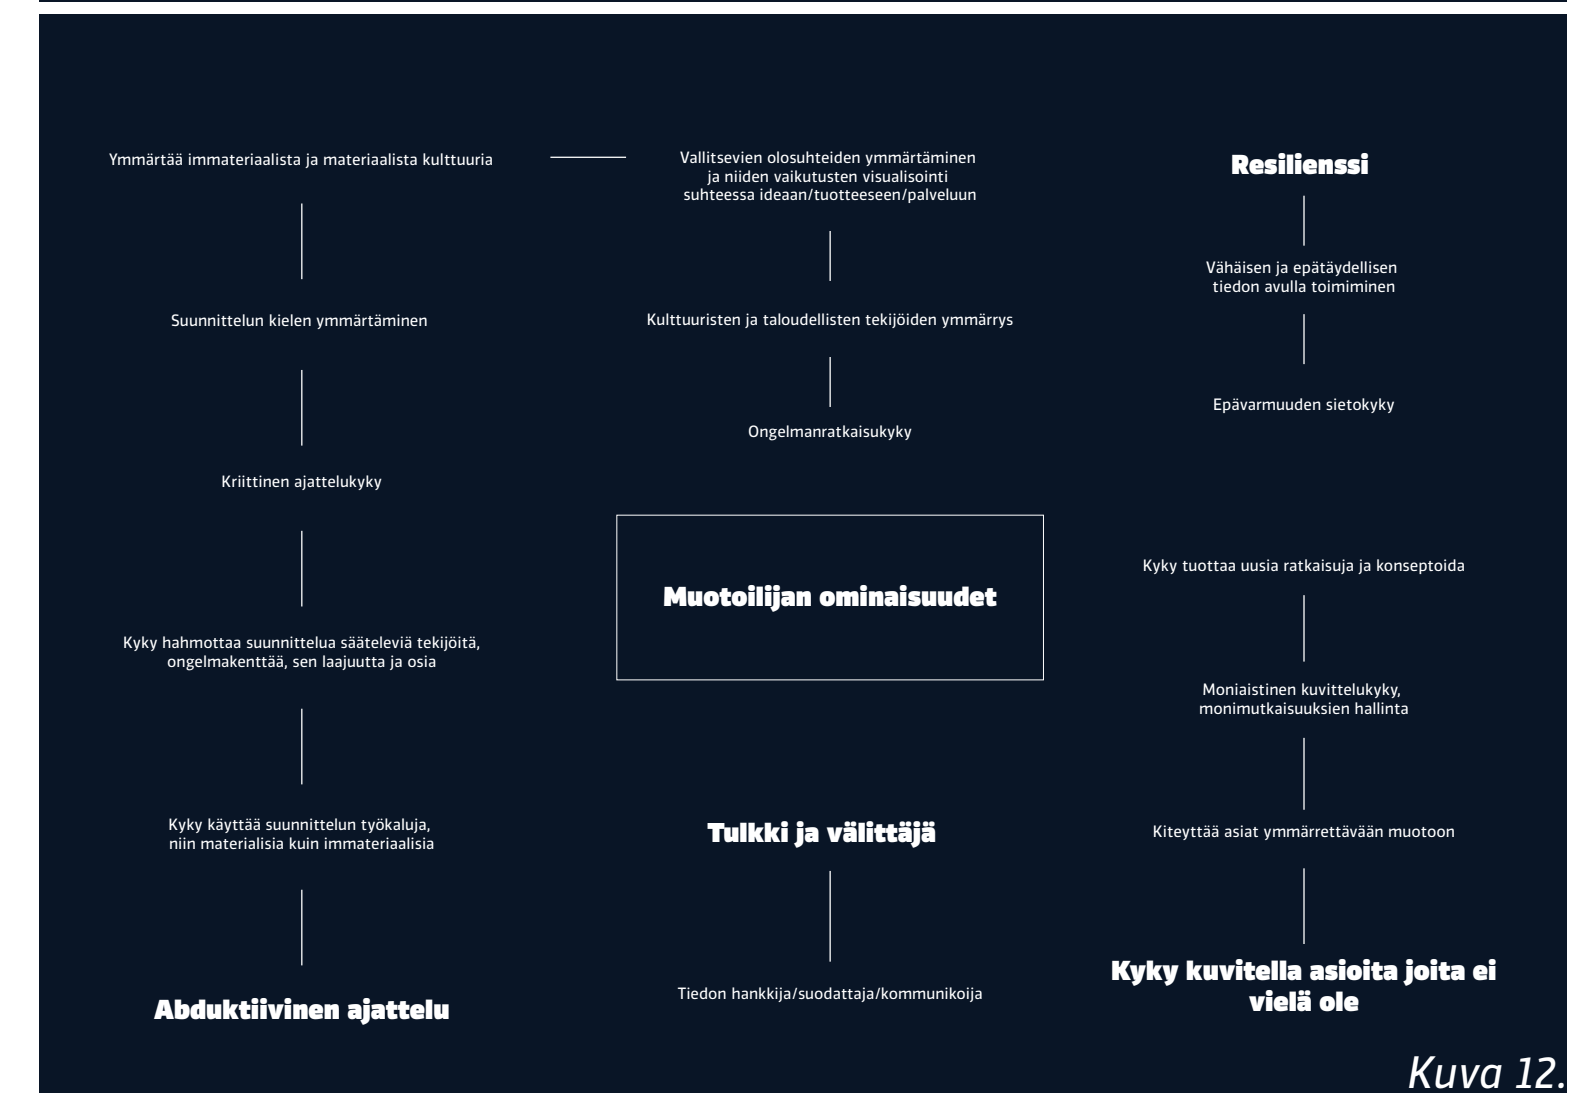 Ymmärtää immateriaalista ja materiaalista kulttuuria
Suunnittelun kielen ymmärtäminen
Kriittinen ajattelukyky
Kyky hahmottaa suunnittelua sääteleviä tekijöitä,
ongelmakenttää, sen laajuutta ja osia
Kyky käyttää suunnittelun työkaluja,
niin materialisia kuin immateriaalisia
Abduktiivinen ajattelu
Vallitsevien olosuhteiden ymmärtäminen
ja niiden vaikutusten visualisointi
suhteessa ideaan/tuotteeseen/palveluun
Kulttuuristen ja taloudellisten tekijöiden ymmärrys
Ongelmanratkaisukyky
Muotoilijan ominaisuudet
Tulkki ja välittäjä
Tiedon hankkija/suodattaja/kommunikoija
Resilienssi
Vähäisen ja epätäydellisen
tiedon avulla toimiminen
Epävarmuuden sietokyky
Kyky tuottaa uusia ratkaisuja ja konseptoida
Moniaistinen kuvittelukyky,
monimutkaisuuksien hallinta
Kiteyttää asiat ymmärrettävään muotoon
Kyky kuvitella asioita joita ei
vielä ole
Kuva 12.